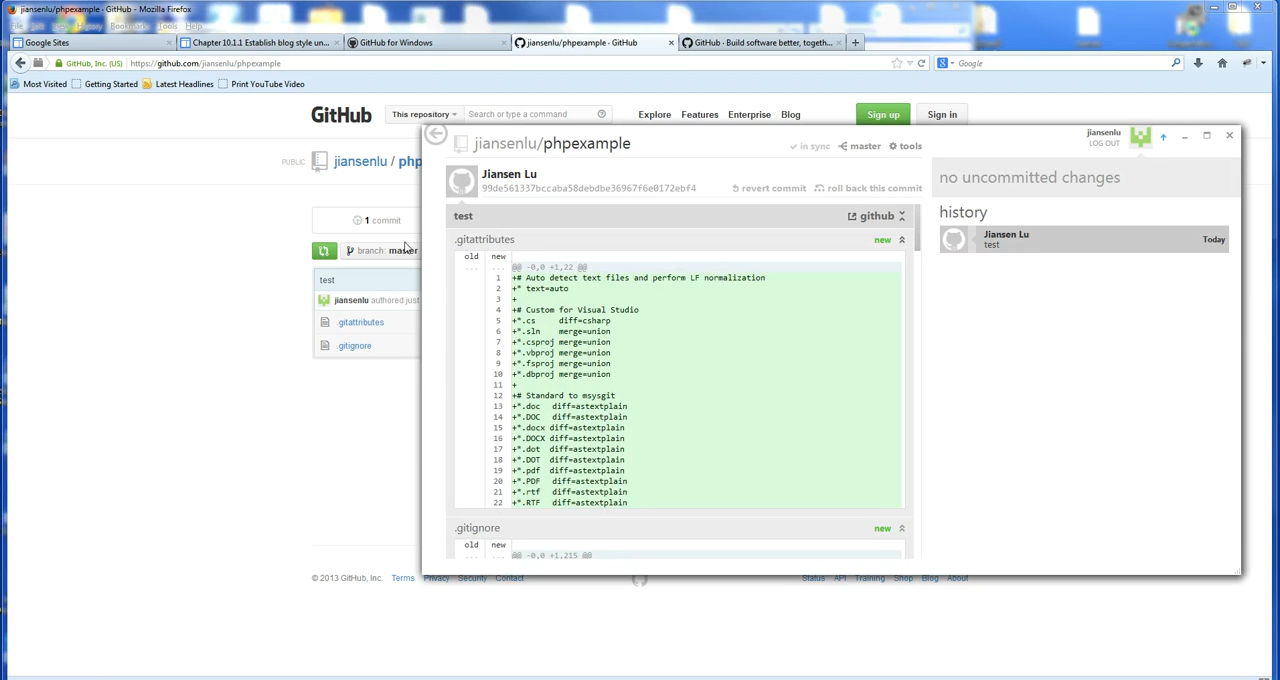 jiansenlu/phpexample · GitHub - Mozilla Firefox
File Edit View History Bookmarks Tools Help
Google Sites
Chapter 10.1.1 Establish blog style un...
GitHub for Windows
jiansenlu/phpexample · GitHub
GitHub · Build software better, togeth...
GitHub, Inc. (US)
https://github.com/jiansenlu/phpexample
Google
Most Visited
Getting Started
Latest Headlines
Print YouTube Video
GitHub
This repository
Search or type a command
Explore
Features
Enterprise
Blog
Sign up
Sign in
PUBLIC
jiansenlu / php
1 commit
branch: master
test
jiansenlu authored just
.gitattributes
.gitignore
© 2013 GitHub, Inc.
Terms
Privacy
Security
Contact
Status
API
Training
Shop
Blog
About
jiansenlu/phpexample
in sync
master
tools
jiansenlu
LOG OUT
Jiansen Lu
99de561337bccaba58debdbe36967f6e0172ebf4
revert commit
roll back this commit
no uncommitted changes
history
Jiansen Lu
test
Today
test
github
.gitattributes
new
old new
... ... @@ -0,0 +1,22 @@
1 +# Auto detect text files and perform LF normalization
2 +* text=auto
3 +
4 +# Custom for Visual Studio
5 +*.cs diff=csharp
6 +*.sln merge=union
7 +*.csproj merge=union
8 +*.vbproj merge=union
9 +*.fsproj merge=union
10 +*.dbproj merge=union
11 +
12 +# Standard to msysgit
13 +*.doc diff=astextplain
14 +*.DOC diff=astextplain
15 +*.docx diff=astextplain
16 +*.DOCX diff=astextplain
17 +*.dot diff=astextplain
18 +*.DOT diff=astextplain
19 +*.pdf diff=astextplain
20 +*.PDF diff=astextplain
21 +*.rtf diff=astextplain
22 +*.RTF diff=astextplain
.gitignore
new
old new
... ... @@ -0,0 +1,215 @@